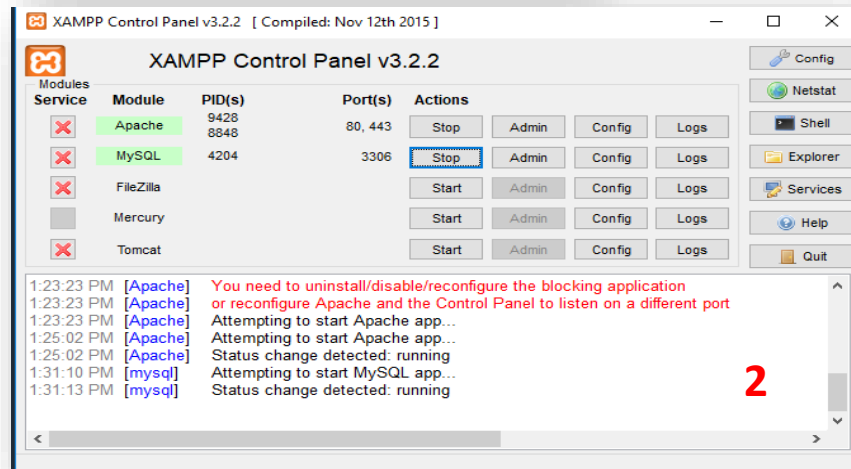 XAMPP Control Panel v3.2.2 [ Compiled: Nov 12th 2015 ]
XAMPP Control Panel v3.2.2
Config
Modules
Service Module PID(s) Port(s) Actions
Netstat
Apache 9428 8848 80, 443 Stop Admin Config Logs
Shell
MySQL 4204 3306 Stop Admin Config Logs
Explorer
FileZilla Start Admin Config Logs
Services
Mercury Start Admin Config Logs
Help
Tomcat Start Admin Config Logs
Quit
1:23:23 PM [Apache] You need to uninstall/disable/reconfigure the blocking application
1:23:23 PM [Apache] or reconfigure Apache and the Control Panel to listen on a different port
1:23:23 PM [Apache] Attempting to start Apache app...
1:25:02 PM [Apache] Attempting to start Apache app...
1:25:02 PM [Apache] Status change detected: running
1:31:10 PM [mysql] Attempting to start MySQL app...
1:31:13 PM [mysql] Status change detected: running
2